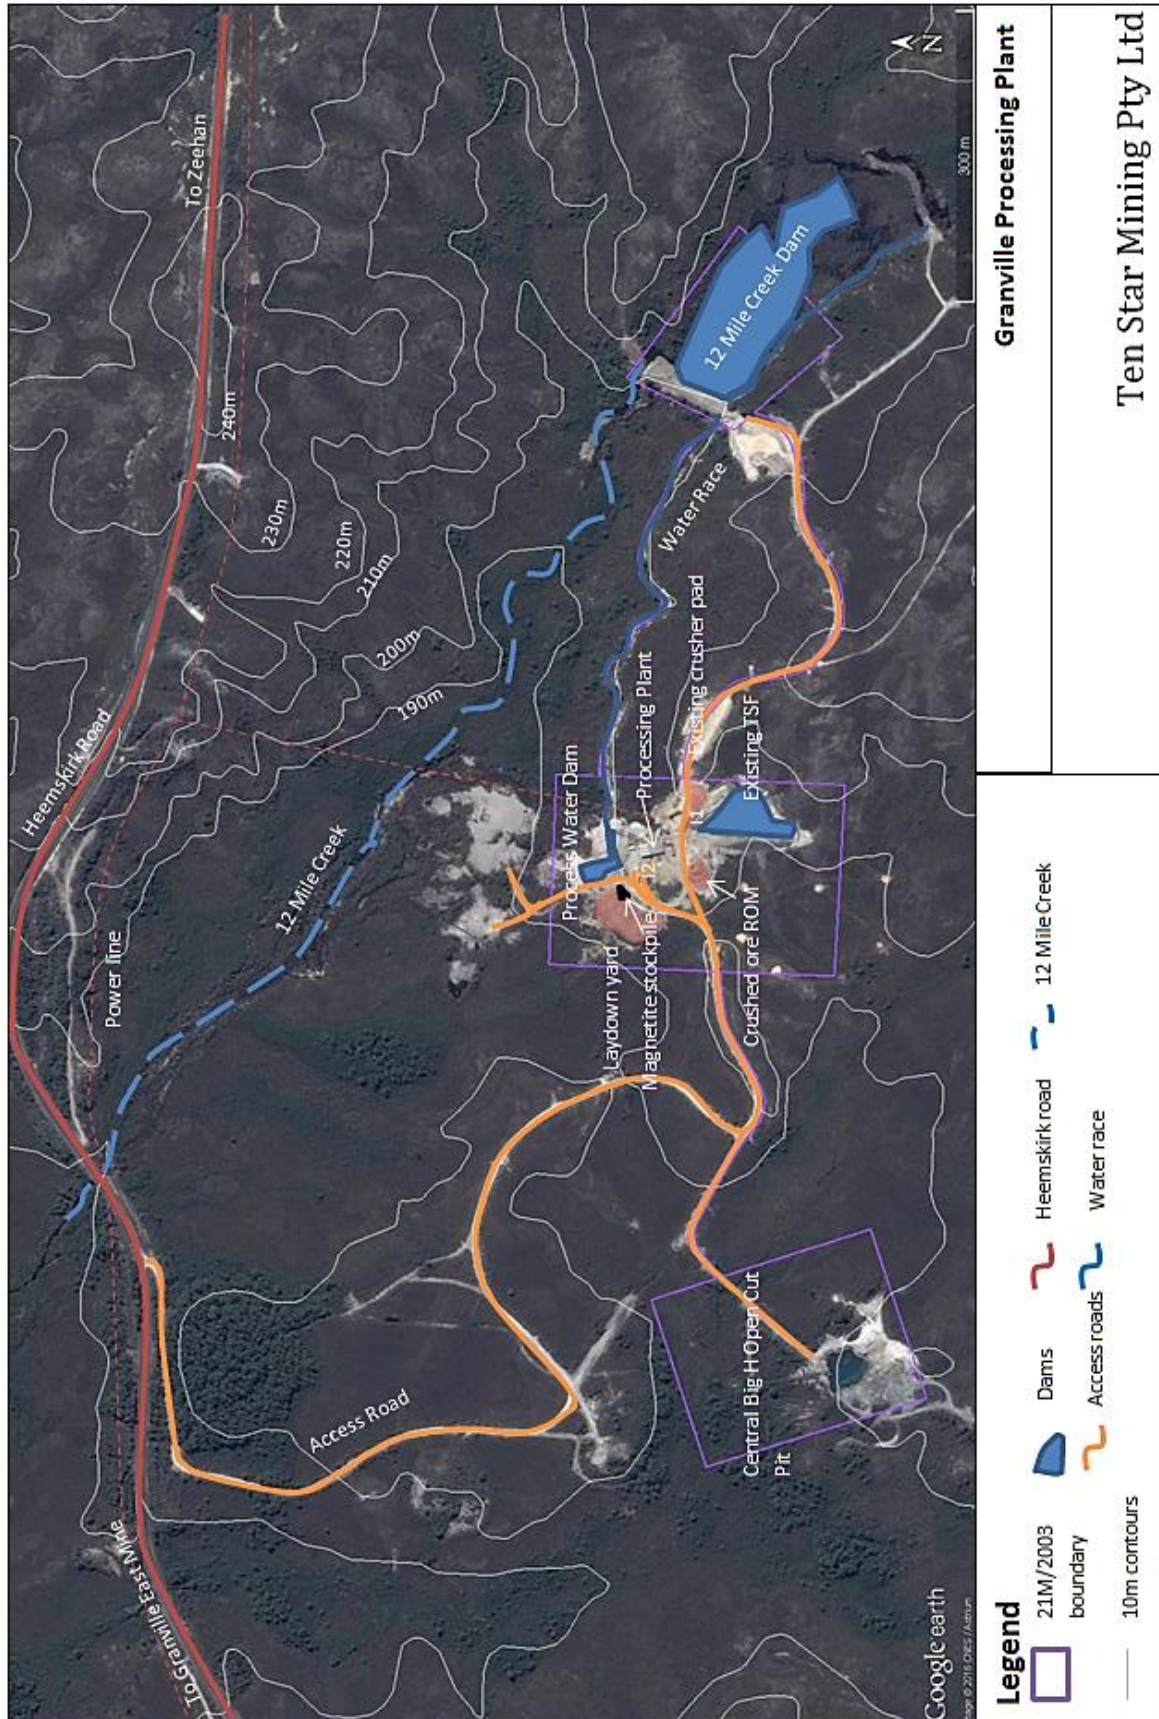 To Zeehan
Heemskirk Road
240m
230m
220m
210m
200m
190m
Power line
12 Mile Creek
To Granville East Mine
Access Road
12 Mile Creek Dam
Water Race
Process Water Dam
Processing Plant
Existing crusher pad
Existing TSF
Laydown yard
Magnetite stockpile
Crushed ore ROM
Central Big H Open Cut
Pit
N
300 m
Google earth
Legend
21M/2003
boundary
Dams
Heemskirk road
12 Mile Creek
Access roads
Water race
10m contours
Granville Processing Plant
Ten Star Mining Pty Ltd